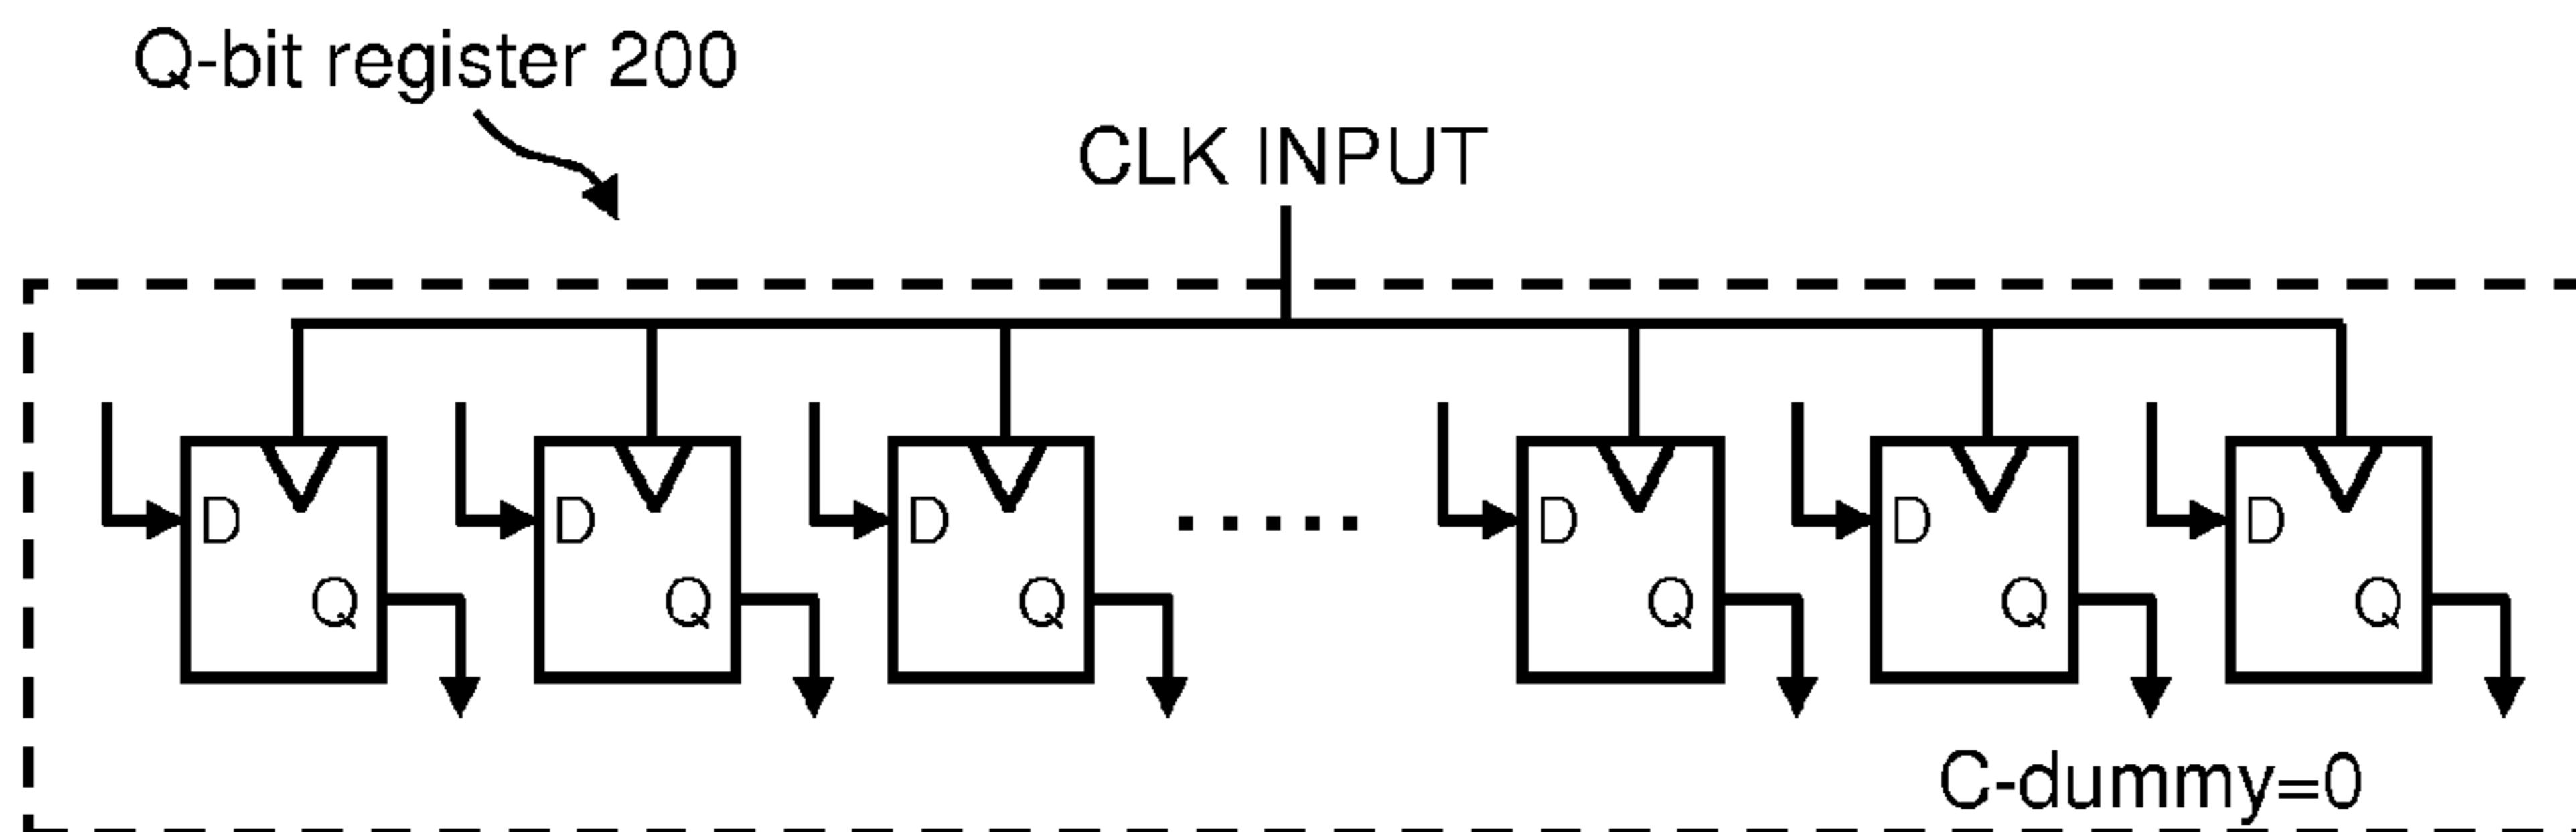 Q-bit register 200
CLK INPUT
D D D ..... D D D
Q Q Q Q Q Q
C-dummy=0